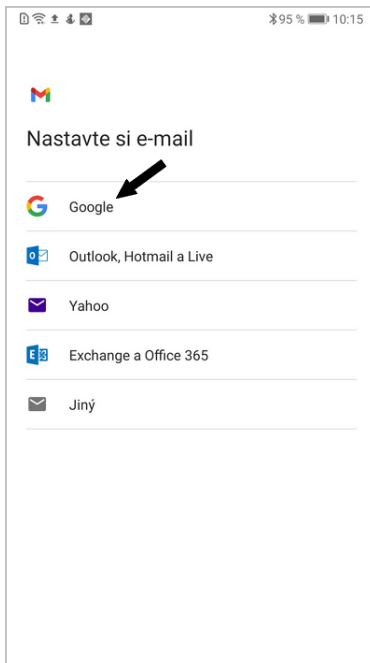 95 % 10:15
Nastavte si e-mail
Google
Outlook, Hotmail a Live
Yahoo
Exchange a Office 365
Jiný